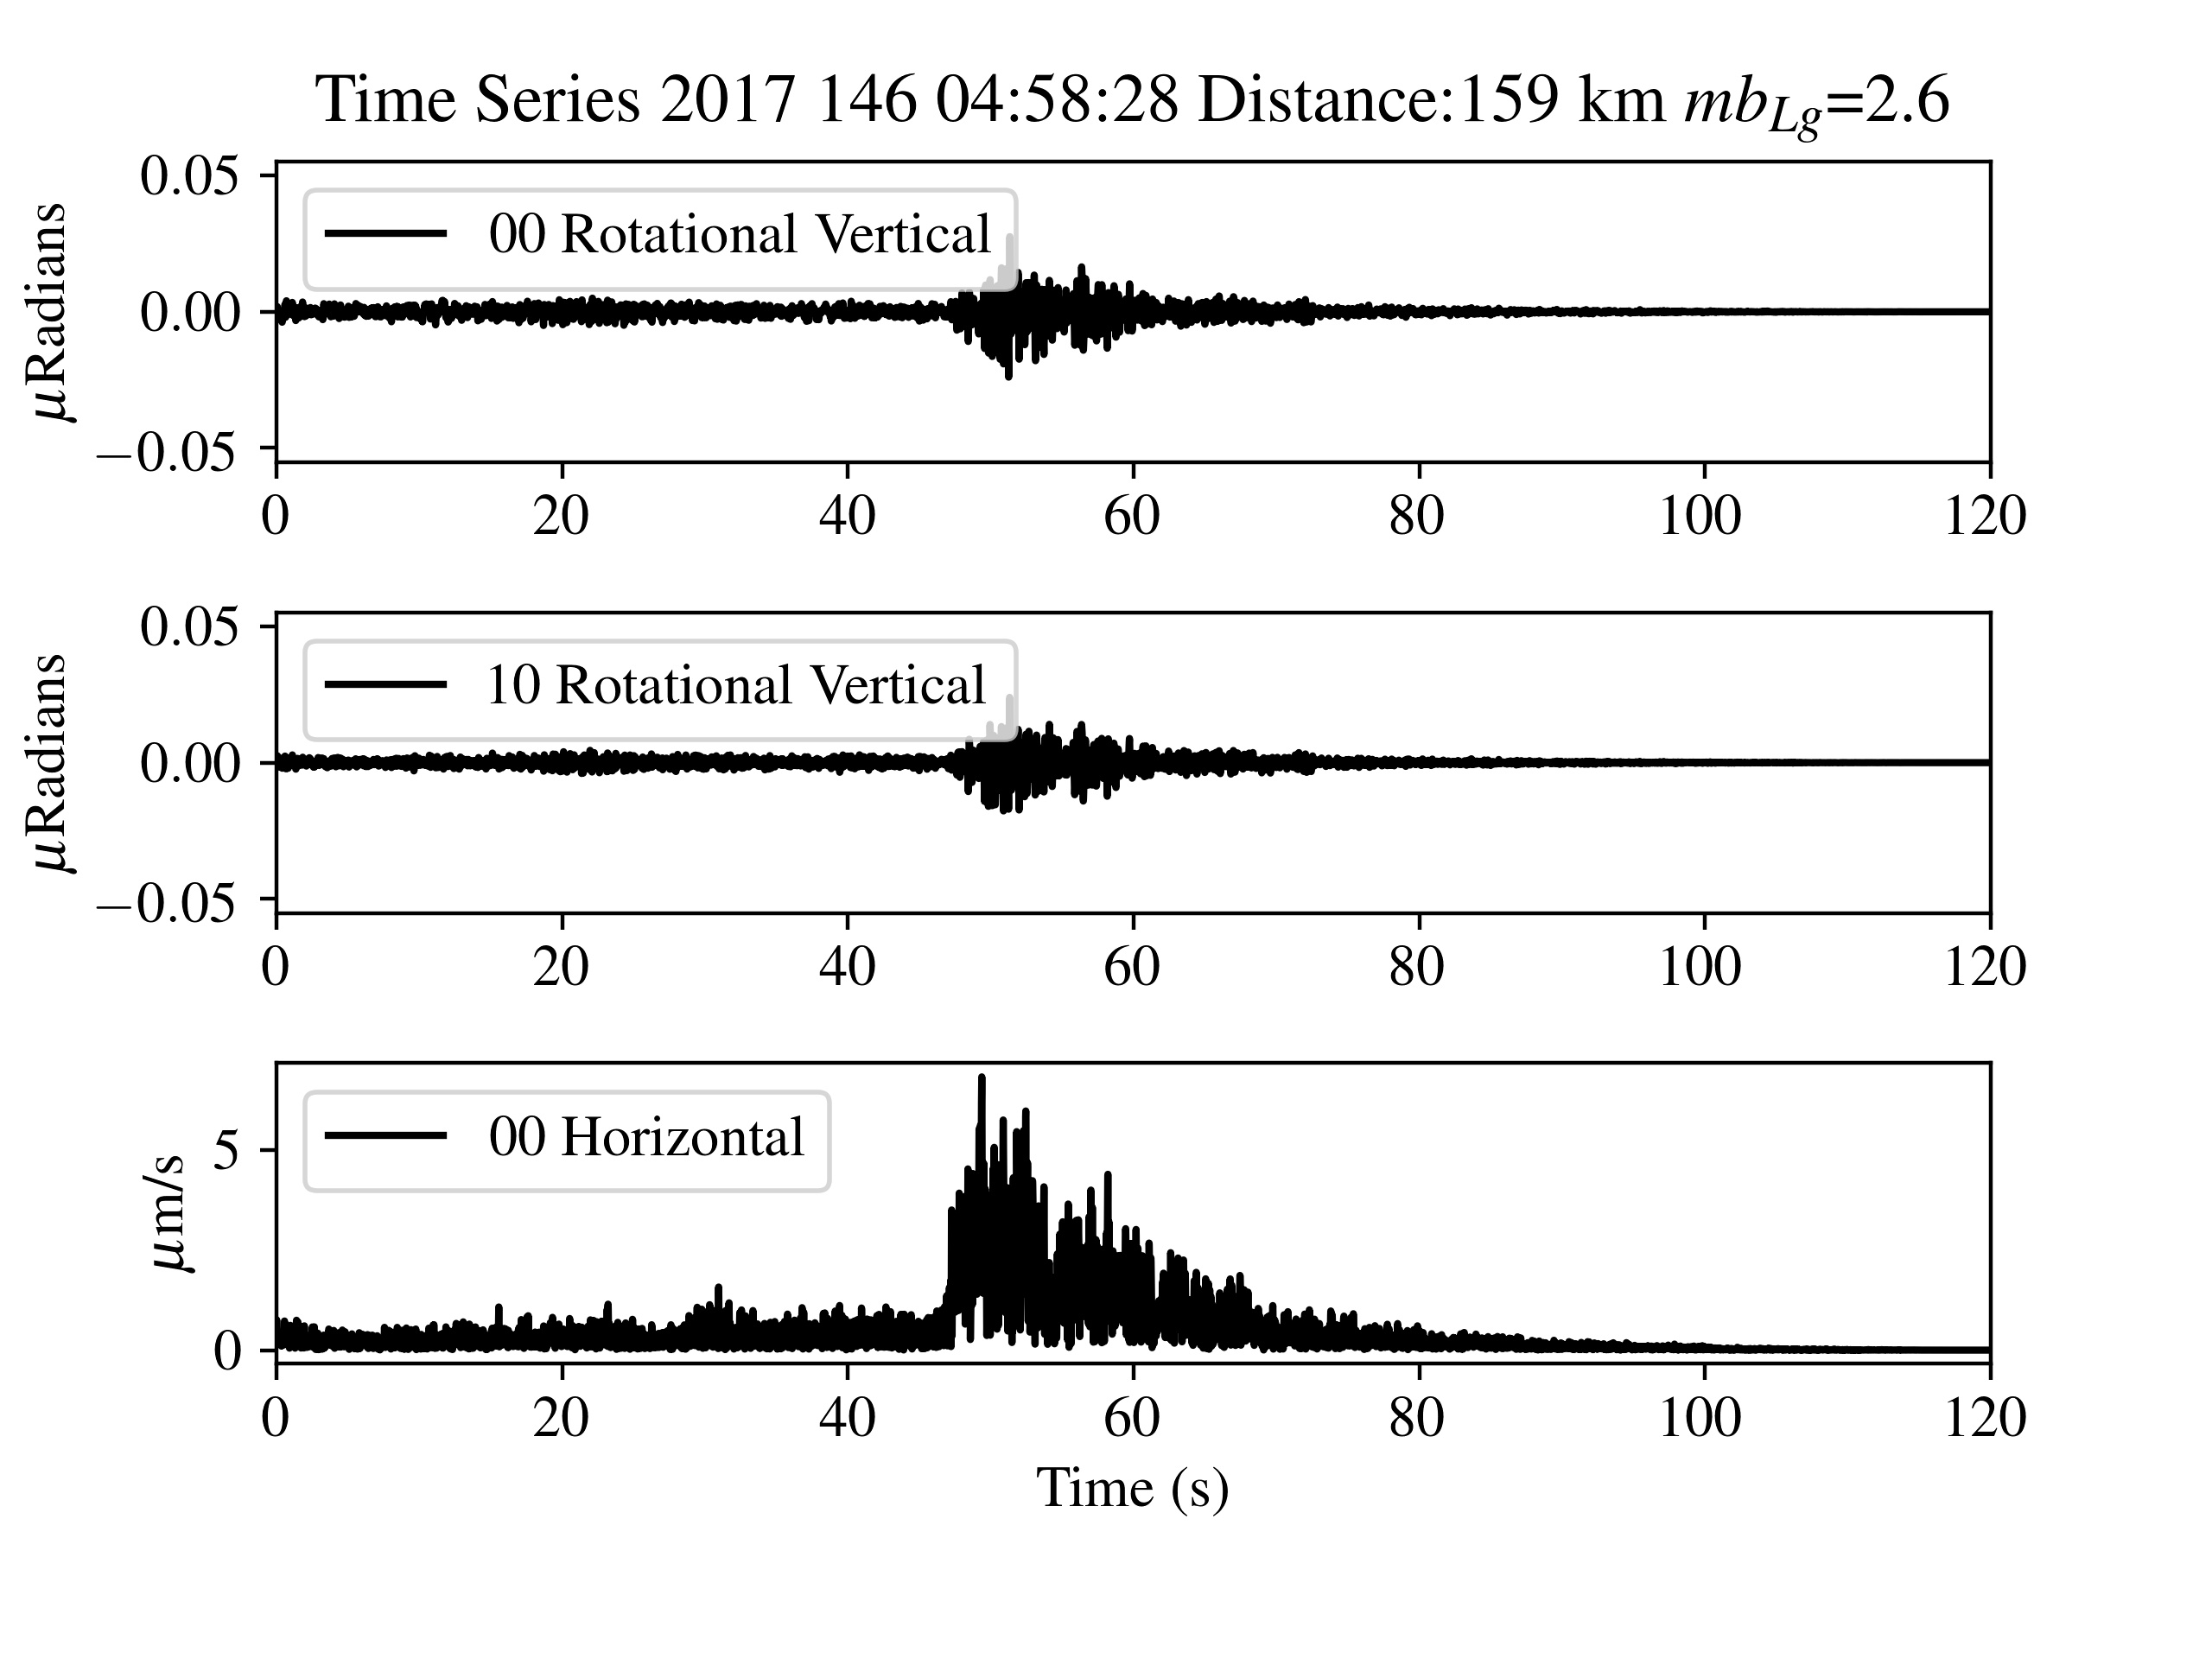 Time Series 2017 146 04:58:28 Distance:159 km mb_Lg=2.6
0.05
00 Rotational Vertical
μRadians
0.00
−0.05
0 20 40 60 80 100 120
0.05
10 Rotational Vertical
μRadians
0.00
−0.05
0 20 40 60 80 100 120
00 Horizontal
5
μm/s
0
0 20 40 60 80 100 120
Time (s)